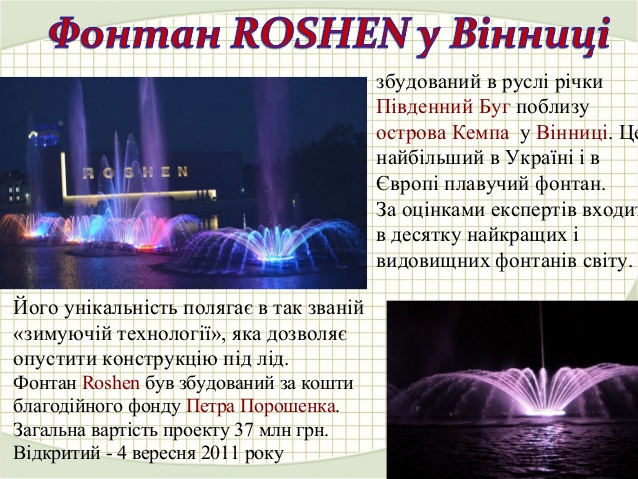 Фонтан ROSHEN у Вінниці
збудований в руслі річки
Південний Буг поблизу
острова Кемпа у Вінниці. Це
найбільший в Україні і в
Європі плавучий фонтан.
За оцінками експертів входит
в десятку найкращих і
видовищних фонтанів світу.
ROSHEN
Його унікальність полягає в так званій
«зимуючій технології», яка дозволяє
опустити конструкцію під лід.
Фонтан Roshen був збудований за кошти
благодійного фонду Петра Порошенка.
Загальна вартість проекту 37 млн грн.
Відкритий - 4 вересня 2011 року